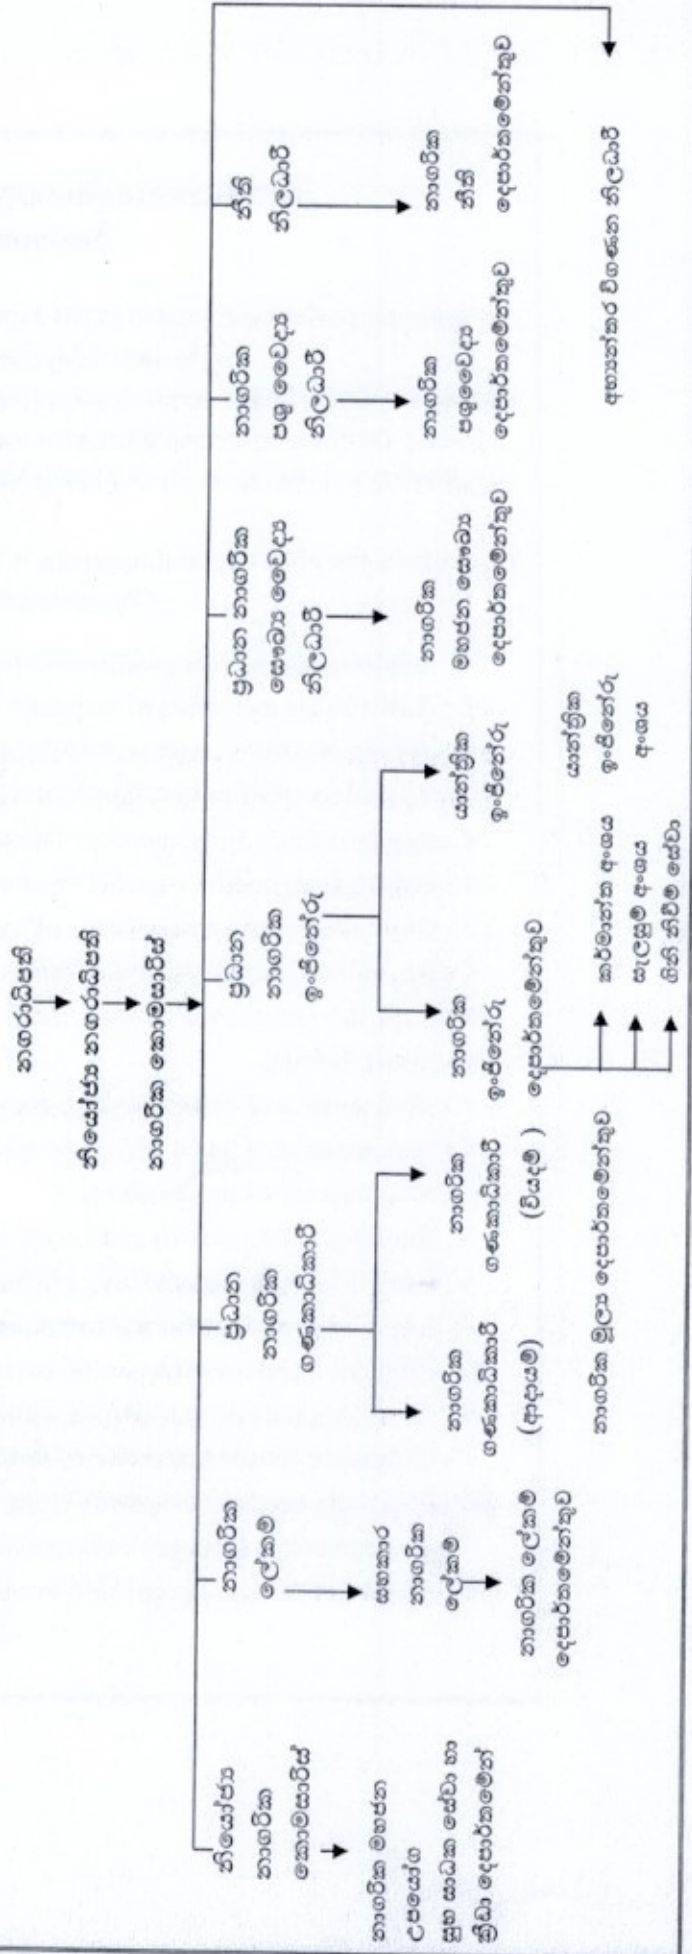 නගරාධිපති
නියෝජ්‍ය නගරාධිපති
නාගරික කොමසාරිස්
නියෝජ්‍ය
නාගරික
කොමසාරිස්
නාගරික මහජන
උපයෝග
සුභ සාධක සේවා හා
ක්‍රීඩා දෙපාර්තමේන්
නාගරික
ලේකම්
සහකාර
නාගරික
ලේකම්
නාගරික ලේකම්
දෙපාර්තමේන්තුව
ප්‍රධාන
නාගරික
ගණකාධිකාරී
නාගරික
ගණකාධිකාරී
(ආදායම්)
නාගරික
ගණකාධිකාරී
(වියදම් )
නාගරික මූල්‍ය දෙපාර්තමේන්තුව
ප්‍රධාන
නාගරික
ඉංජිනේරු
නාගරික
ඉංජිනේරු
දෙපාර්තමේන්තුව
කර්මාන්ත අංශය
සැලසුම් අංශය
ගිනි නිවීම් සේවා
යාන්ත්‍රික
ඉංජිනේරු
යාන්ත්‍රික
ඉංජිනේරු
අංශය
ප්‍රධාන නාගරික
සෞඛ්‍ය වෛද්‍ය
නිලධාරී
නාගරික
මහජන සෞඛ්‍ය
දෙපාර්තමේන්තුව
නාගරික
පශු වෛද්‍ය
නිලධාරී
නාගරික
පශුවෛද්‍ය
දෙපාර්තමේන්තුව
නීති
නිලධාරී
නාගරික
නීති
දෙපාර්තමේන්තුව
අභ්‍යන්තර විගණන නිලධාරී